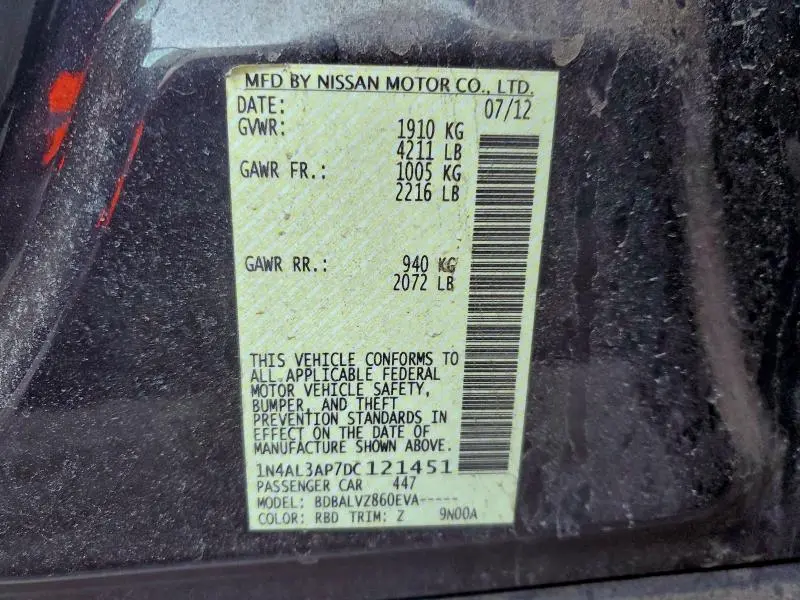 MFD BY NISSAN MOTOR CO., LTD.
DATE: 07/12
GVWR: 1910 KG
4211 LB
GAWR FR.: 1005 KG
2216 LB
GAWR RR.: 940 KG
2072 LB
THIS VEHICLE CONFORMS TO
ALL APPLICABLE FEDERAL
MOTOR VEHICLE SAFETY,
BUMPER, AND THEFT
PREVENTION STANDARDS IN
EFFECT ON THE DATE OF
MANUFACTURE SHOWN ABOVE.
1N4AL3AP7DC121451
PASSENGER CAR 447
MODEL: BDBALVZ860EVA-----
COLOR: RBD TRIM: Z 9N00A